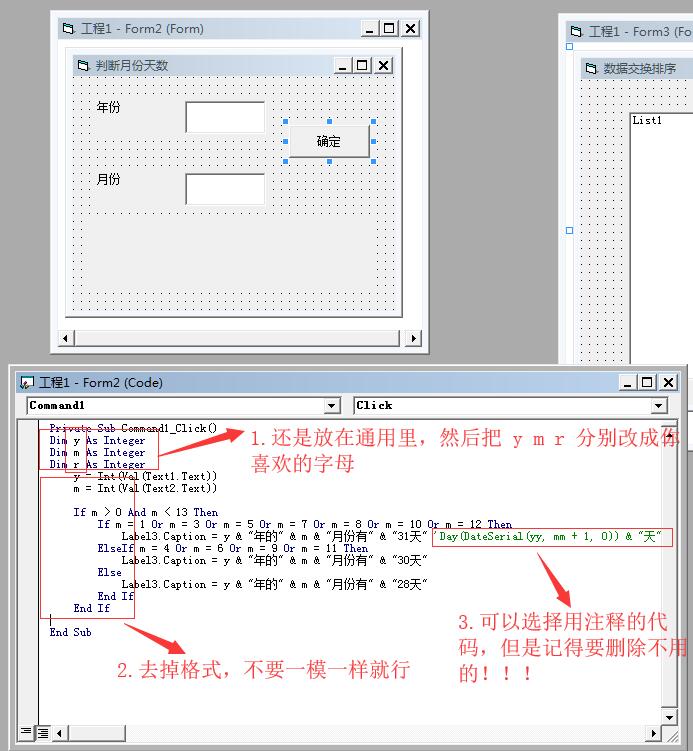 工程1 - Form2 (Form)
判断月份天数
年份
确定
月份
工程1 - Form3 (Fo
数据交换排序
List1
工程1 - Form2 (Code)
Command1
Click
Private Sub Command1_Click()
Dim y As Integer
Dim m As Integer
Dim r As Integer
y = Int(Val(Text1.Text))
m = Int(Val(Text2.Text))
If m > 0 And m < 13 Then
If m = 1 Or m = 3 Or m = 5 Or m = 7 Or m = 8 Or m = 10 Or m = 12 Then
Label3.Caption = y & "年的" & m & "月份有" & "31天" 'Day(DateSerial(yy, mm + 1, 0)) & "天"
ElseIf m = 4 Or m = 6 Or m = 9 Or m = 11 Then
Label3.Caption = y & "年的" & m & "月份有" & "30天"
Else
Label3.Caption = y & "年的" & m & "月份有" & "28天"
End If
End If
End Sub
1.还是放在通用里，然后把 y m r 分别改成你
喜欢的字母
2.去掉格式，不要一模一样就行
3.可以选择用注释的代
码，但是记得要删除不用
的！！！